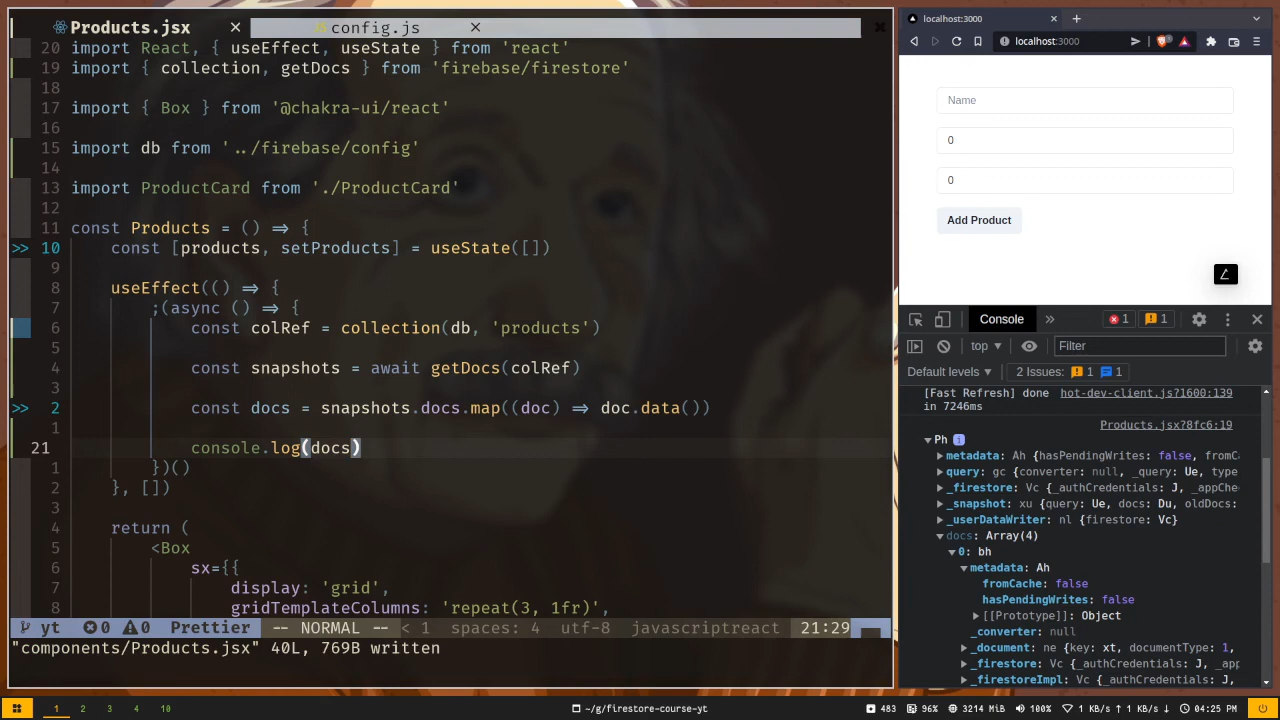 Products.jsx
config.js
20 import React, { useEffect, useState } from 'react'
19 import { collection, getDocs } from 'firebase/firestore'
18
17 import { Box } from '@chakra-ui/react'
16
15 import db from '../firebase/config'
14
13 import ProductCard from './ProductCard'
12
11 const Products = () => {
>> 10 const [products, setProducts] = useState([])
9
8 useEffect(() => {
7 ;(async () => {
6 const colRef = collection(db, 'products')
5
4 const snapshots = await getDocs(colRef)
3
>> 2 const docs = snapshots.docs.map((doc) => doc.data())
1
21 console.log(docs)
1 })()
2 }, [])
3
4 return (
5 <Box
6 sx={{
7 display: 'grid',
8 gridTemplateColumns: 'repeat(3, 1fr)',
yt 0 0 Prettier -- NORMAL -- < 1 spaces: 4 utf-8 javascriptreact 21:29
"components/Products.jsx" 40L, 769B written
localhost:3000
localhost:3000
1
Name
0
0
Add Product
Console
1
1
top
Filter
Default levels
2 Issues: 1 1
[Fast Refresh] done hot-dev-client.js?1600:139
in 7246ms
Products.jsx?8fc6:19
Ph i
metadata: Ah {hasPendingWrites: false, fromCa
query: gc {converter: null, _query: Ue, type
_firestore: Vc {_authCredentials: J, _appChe
_snapshot: xu {query: Ue, docs: Du, oldDocs:
_userDataWriter: nl {firestore: Vc}
docs: Array(4)
0: bh
metadata: Ah
fromCache: false
hasPendingWrites: false
[[Prototype]]: Object
_converter: null
_document: ne {key: xt, documentType: 1,
_firestore: Vc {_authCredentials: J, _app
_firestoreImpl: Vc {_authCredentials: J,
1 2 3 4 10
~/g/firestore-course-yt
483 96% 3214 MiB 100% 1 KB/s ↑ 1 KB/s ↓ 04:25 PM